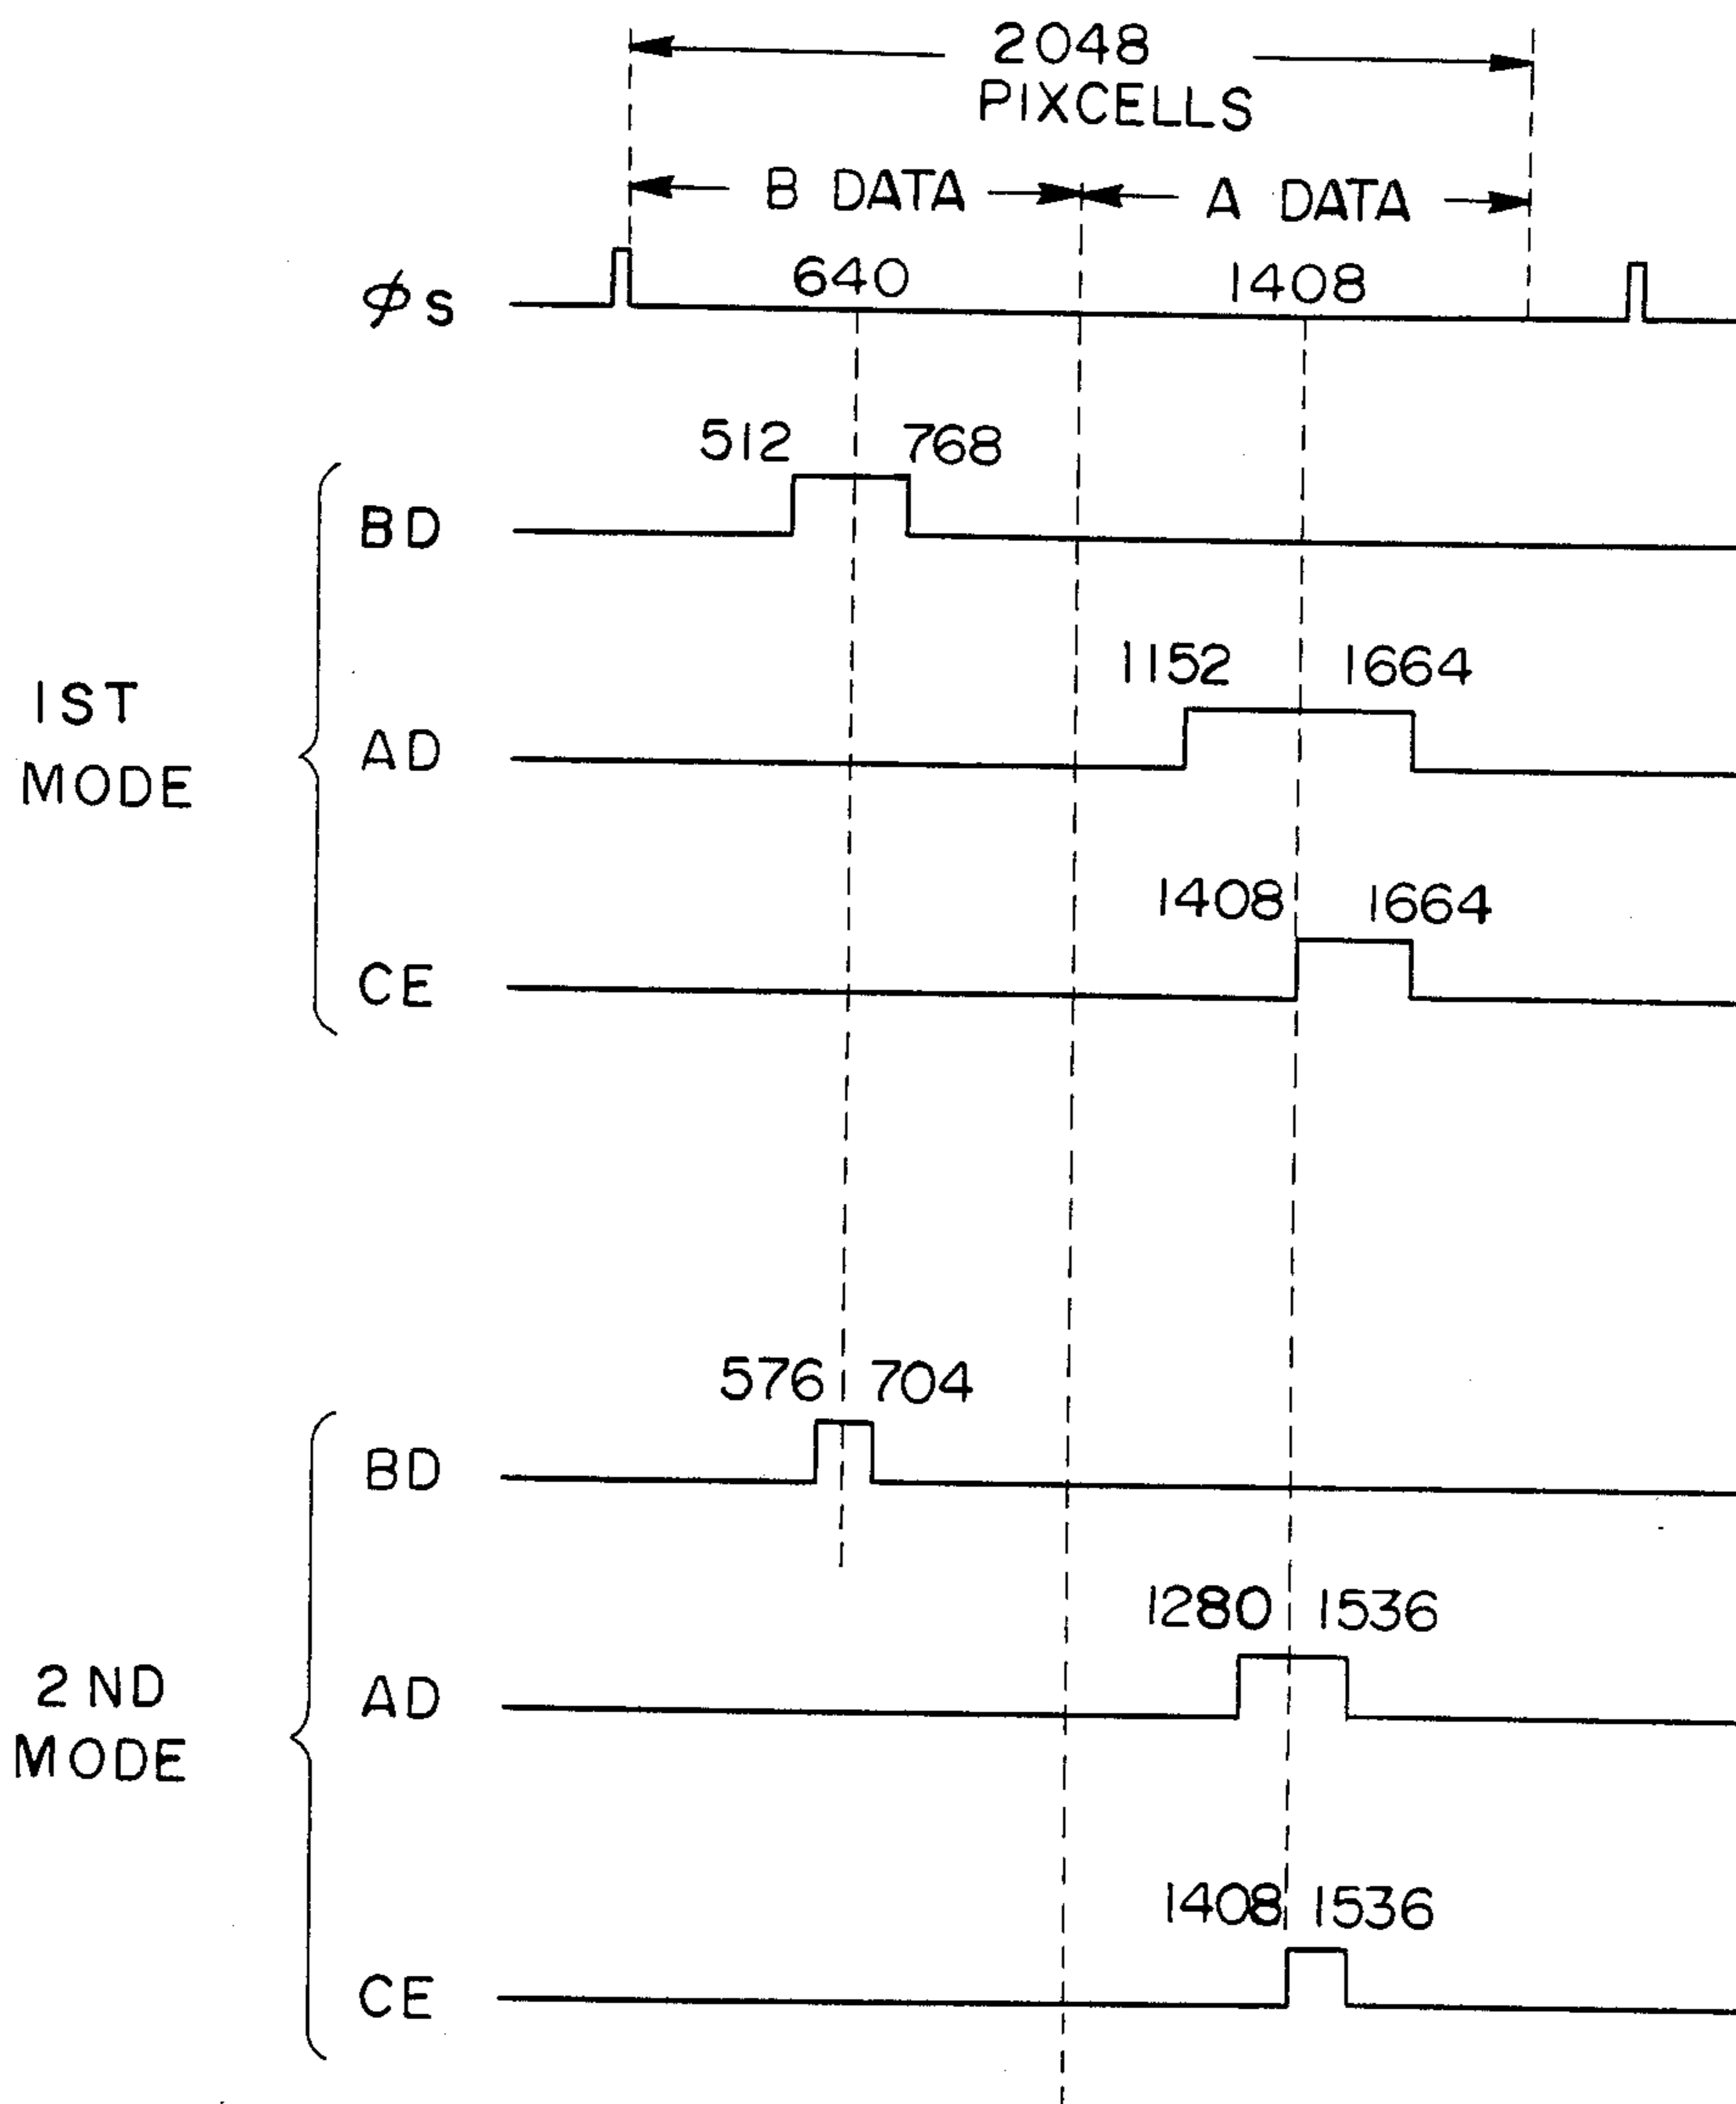 2048
PIXCELLS
B DATA A DATA
φs 640 1408
512 768
BD
1152 1664
1ST
MODE
AD
1408 1664
CE
576 704
BD
1280 1536
2ND
MODE
AD
1408 1536
CE